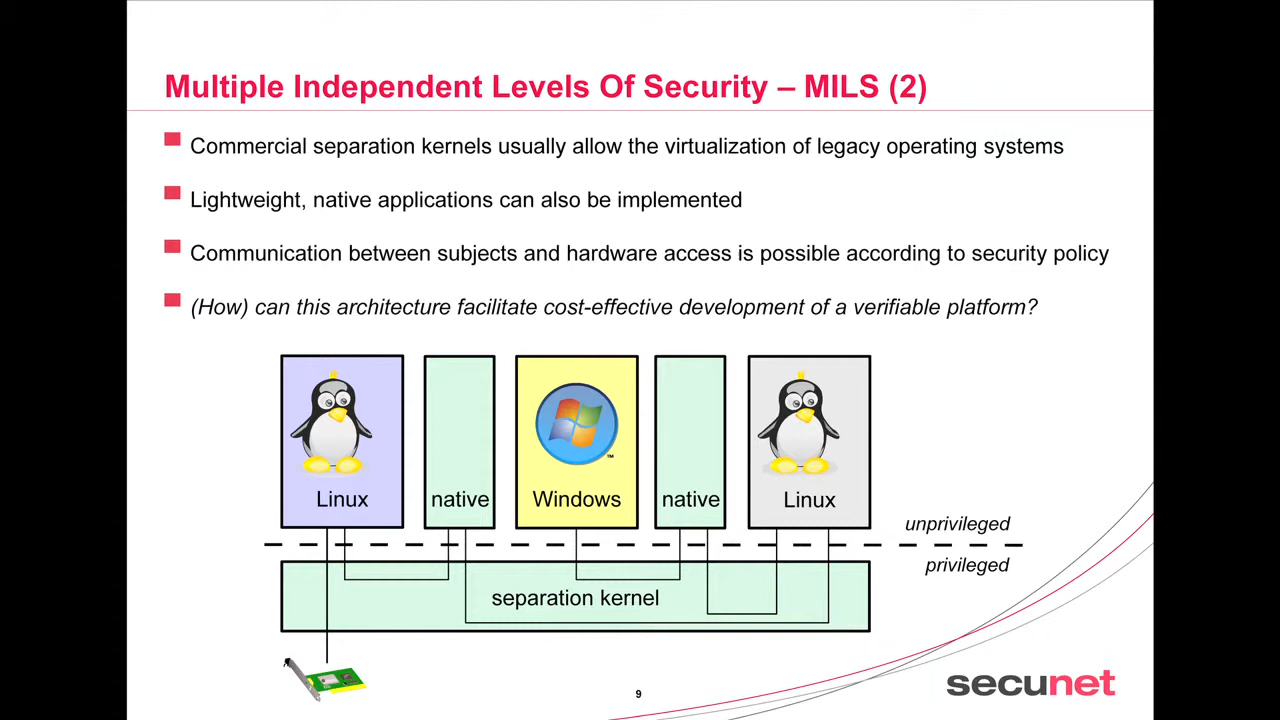 Multiple Independent Levels Of Security – MILS (2)
Commercial separation kernels usually allow the virtualization of legacy operating systems
Lightweight, native applications can also be implemented
Communication between subjects and hardware access is possible according to security policy
(How) can this architecture facilitate cost-effective development of a verifiable platform?
Linux
native
Windows
native
Linux
™
unprivileged
privileged
separation kernel
9
secunet